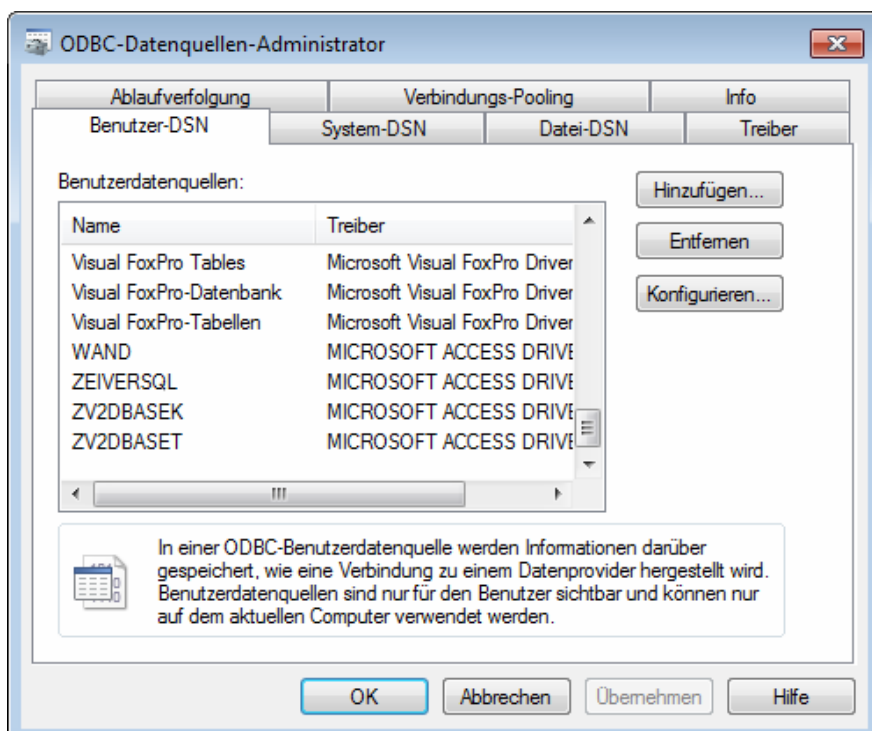 ODBC-Datenquellen-Administrator
Ablaufverfolgung Verbindungs-Pooling Info
Benutzer-DSN System-DSN Datei-DSN Treiber
Benutzerdatenquellen:
Hinzufügen...
Name Treiber
Entfernen
Visual FoxPro Tables Microsoft Visual FoxPro Driver
Visual FoxPro-Datenbank Microsoft Visual FoxPro Driver
Konfigurieren...
Visual FoxPro-Tabellen Microsoft Visual FoxPro Driver
WAND MICROSOFT ACCESS DRIVE
ZEIVERSQL MICROSOFT ACCESS DRIVE
ZV2DBASEK MICROSOFT ACCESS DRIVE
ZV2DBASET MICROSOFT ACCESS DRIVE
In einer ODBC-Benutzerdatenquelle werden Informationen darüber
gespeichert, wie eine Verbindung zu einem Datenprovider hergestellt wird.
Benutzerdatenquellen sind nur für den Benutzer sichtbar und können nur
auf dem aktuellen Computer verwendet werden.
OK Abbrechen Übernehmen Hilfe